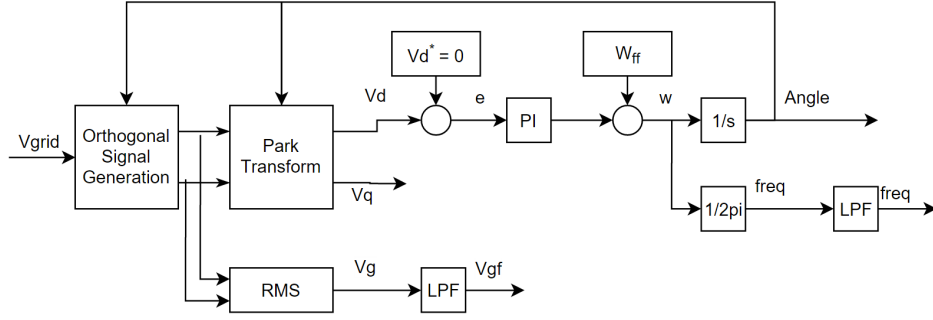 Vd* = 0
Wff
Vd
e
w
Angle
Vgrid
Orthogonal
Signal
Generation
Park
Transform
PI
1/s
Vq
freq
freq
1/2pi
LPF
Vg
Vgf
RMS
LPF